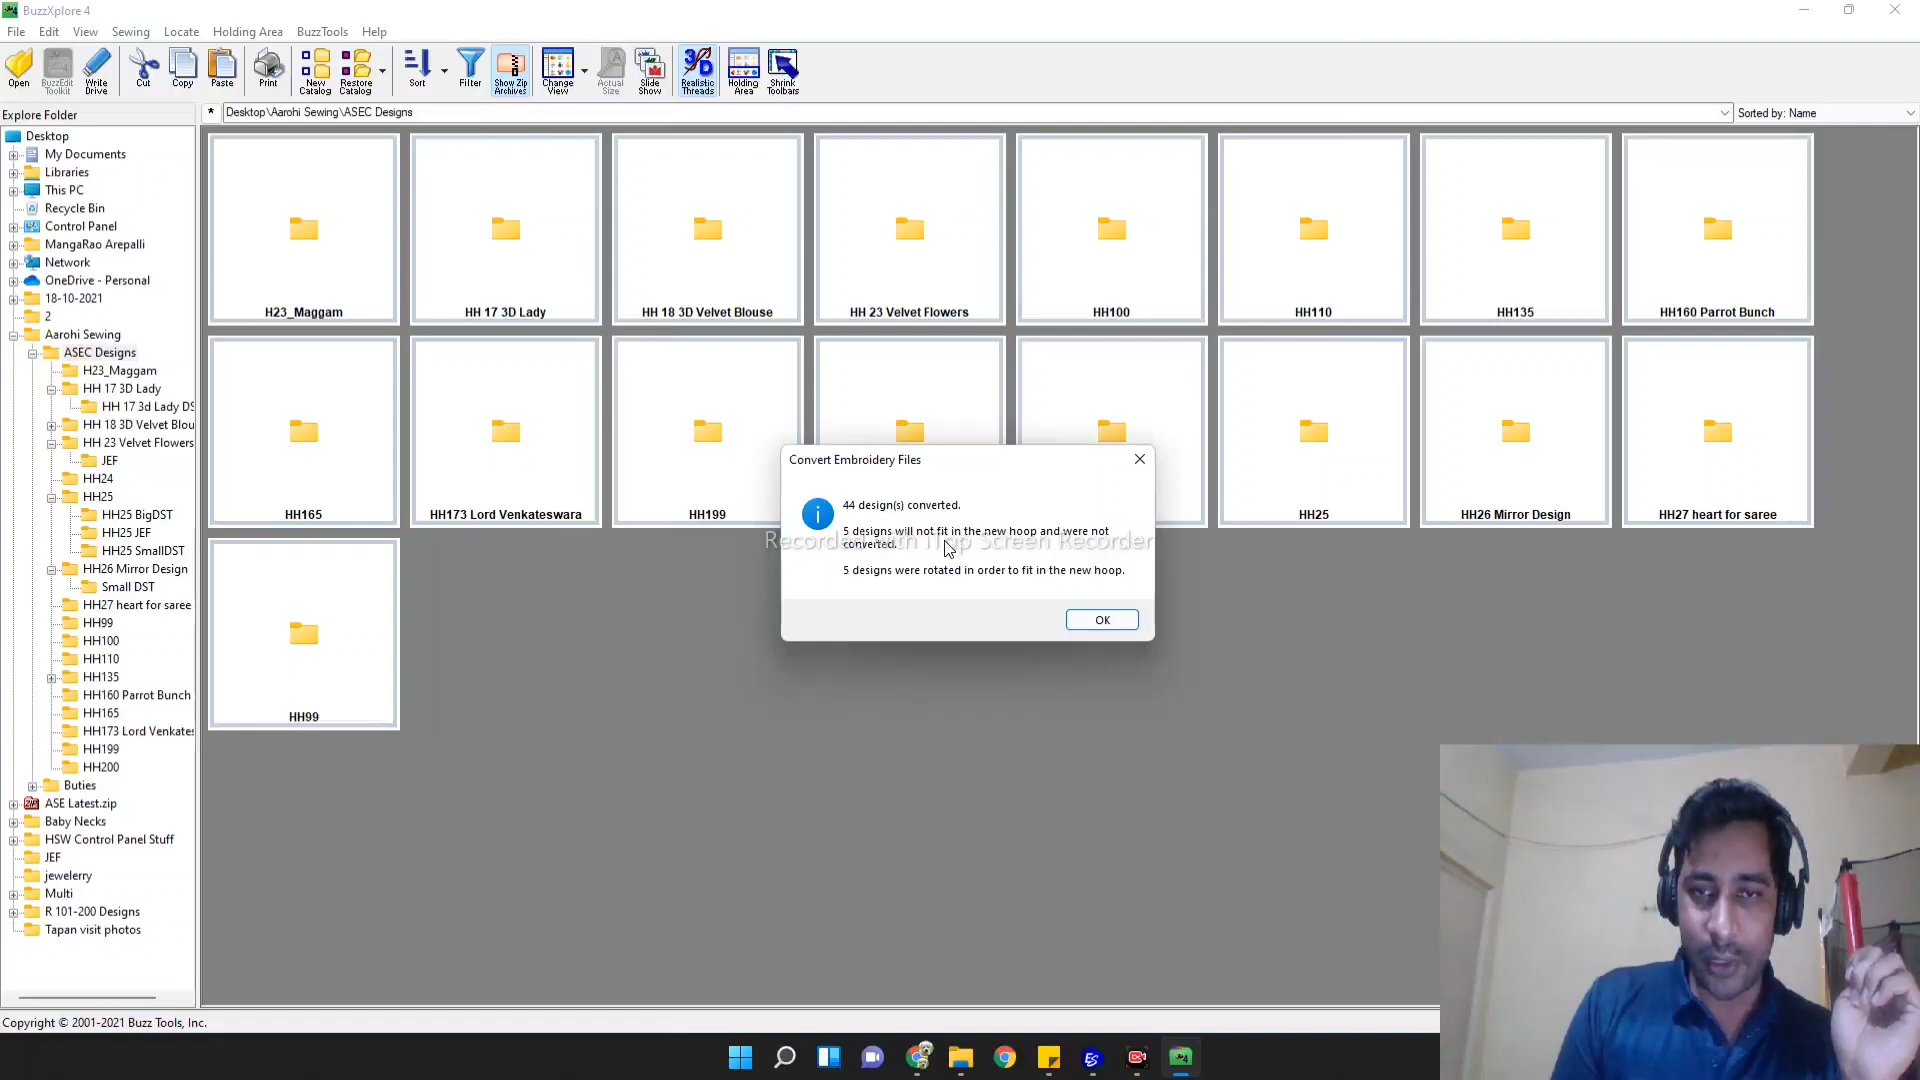 BuzzXplore 4
File Edit View Sewing Locate Holding Area BuzzTools Help
Open
BuzzEdit Toolkit
Write Drive
Cut
Copy
Paste
Print
New Catalog
Restore Catalog
Sort
Filter
Show Zip Archives
Change View
Actual Size
Slide Show
3D
Realistic Threads
Holding Area
Shrink Toolbars
Explore Folder
* Desktop\Aarohi Sewing\ASEC Designs
Sorted by: Name
Desktop
My Documents
Libraries
This PC
Recycle Bin
Control Panel
MangaRao Arepalli
Network
OneDrive - Personal
18-10-2021
2
Aarohi Sewing
ASEC Designs
H23_Maggam
HH 17 3D Lady
HH 17 3d Lady DS
HH 18 3D Velvet Blou
HH 23 Velvet Flowers
JEF
HH24
HH25
HH25 BigDST
HH25 JEF
HH25 SmallDST
HH26 Mirror Design
Small DST
HH27 heart for saree
HH99
HH100
HH110
HH135
HH160 Parrot Bunch
HH165
HH173 Lord Venkates
HH199
HH200
Buties
ASE Latest.zip
Baby Necks
HSW Control Panel Stuff
JEF
jewelerry
Multi
R 101-200 Designs
Tapan visit photos
H23_Maggam
HH 17 3D Lady
HH 18 3D Velvet Blouse
HH 23 Velvet Flowers
HH100
HH110
HH135
HH160 Parrot Bunch
HH165
HH173 Lord Venkateswara
HH199
HH25
HH26 Mirror Design
HH27 heart for saree
HH99
Convert Embroidery Files
44 design(s) converted.
5 designs will not fit in the new hoop and were not
converted.
5 designs were rotated in order to fit in the new hoop.
OK
Recorded with iTop Screen Recorder
Copyright © 2001-2021 Buzz Tools, Inc.